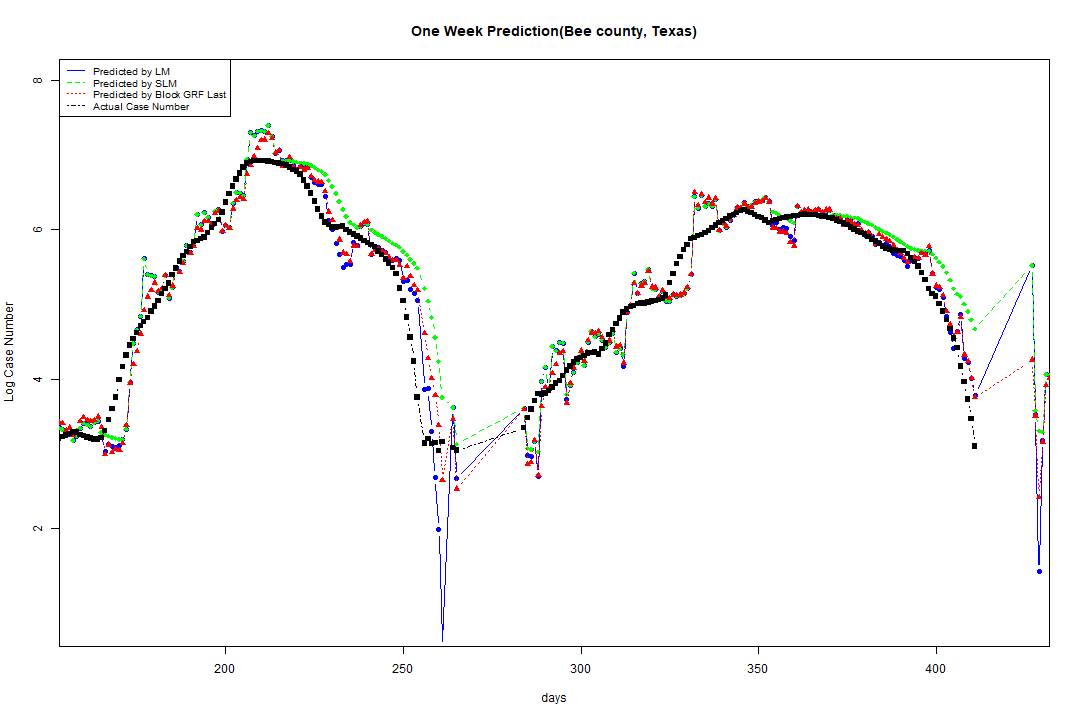 One Week Prediction(Bee county, Texas)
Predicted by LM
Predicted by SLM
Predicted by Block GRF Last
Actual Case Number
8
6
4
2
Log Case Number
200 250 300 350 400
days